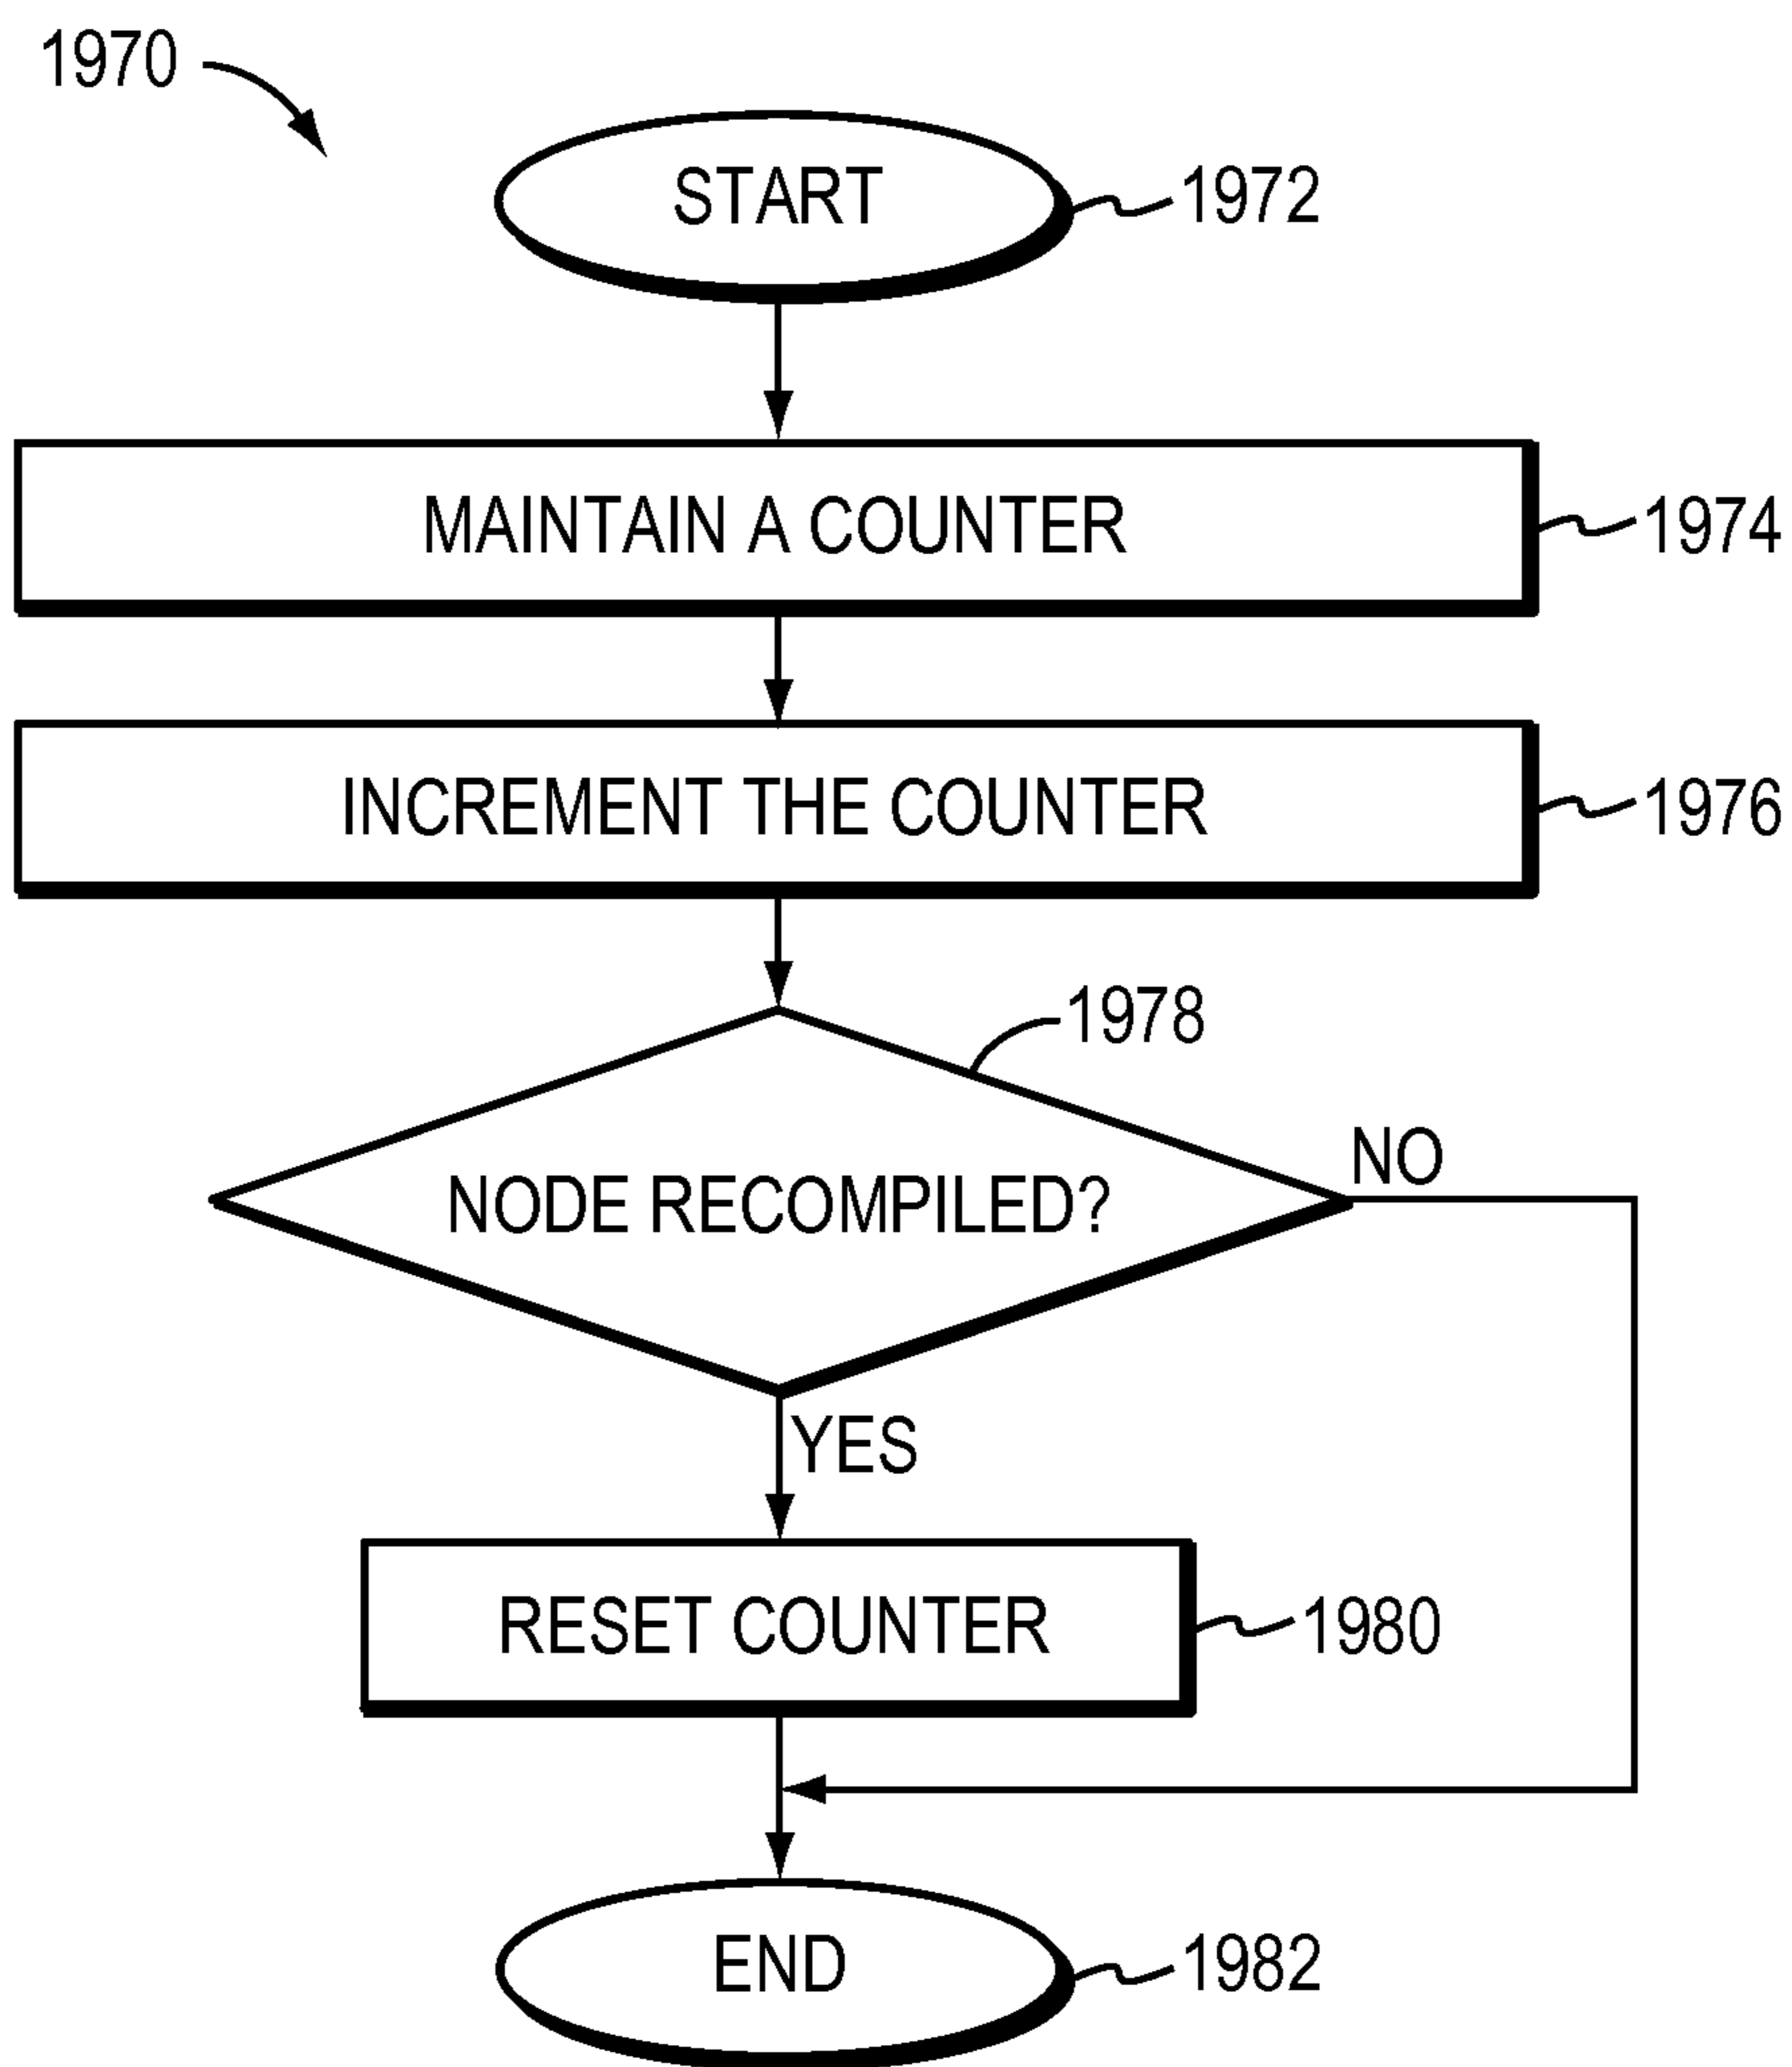 1970
START
1972
MAINTAIN A COUNTER
1974
INCREMENT THE COUNTER
1976
1978
NODE RECOMPILED?
NO
YES
RESET COUNTER
1980
END
1982